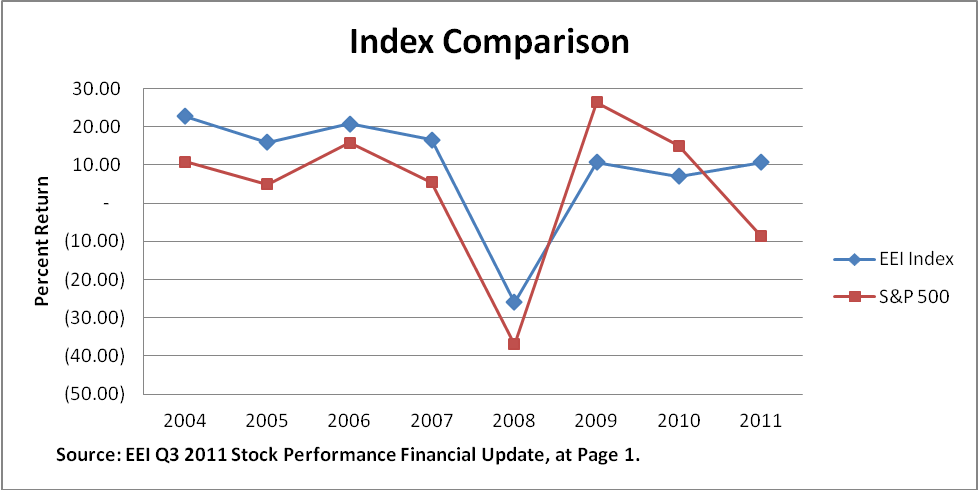 Index Comparison
30.00
20.00
10.00
-
(10.00)
(20.00)
(30.00)
(40.00)
(50.00)
Percent Return
2004 2005 2006 2007 2008 2009 2010 2011
EEI Index
S&P 500
Source: EEI Q3 2011 Stock Performance Financial Update, at Page 1.